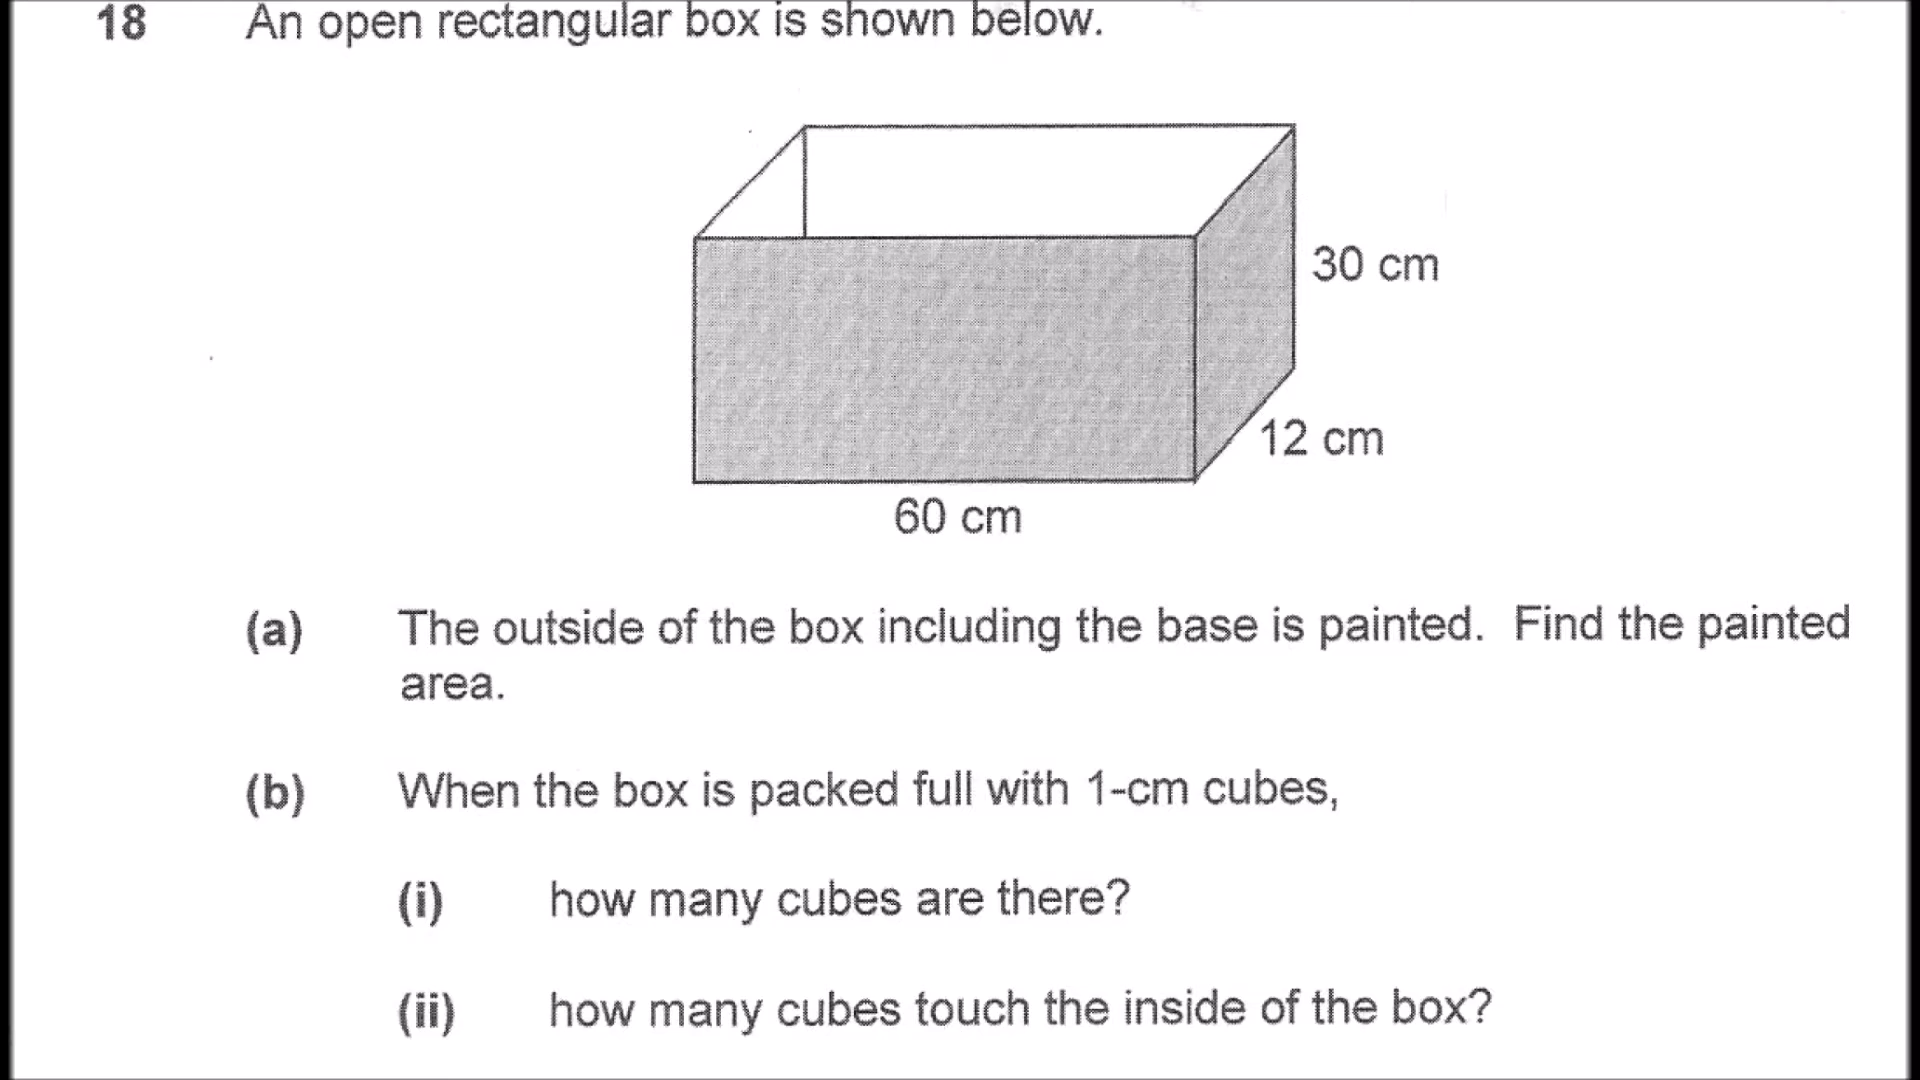 18 An open rectangular box is shown below.
30 cm
12 cm
60 cm
(a) The outside of the box including the base is painted. Find the painted
area.
(b) When the box is packed full with 1-cm cubes,
(i) how many cubes are there?
(ii) how many cubes touch the inside of the box?